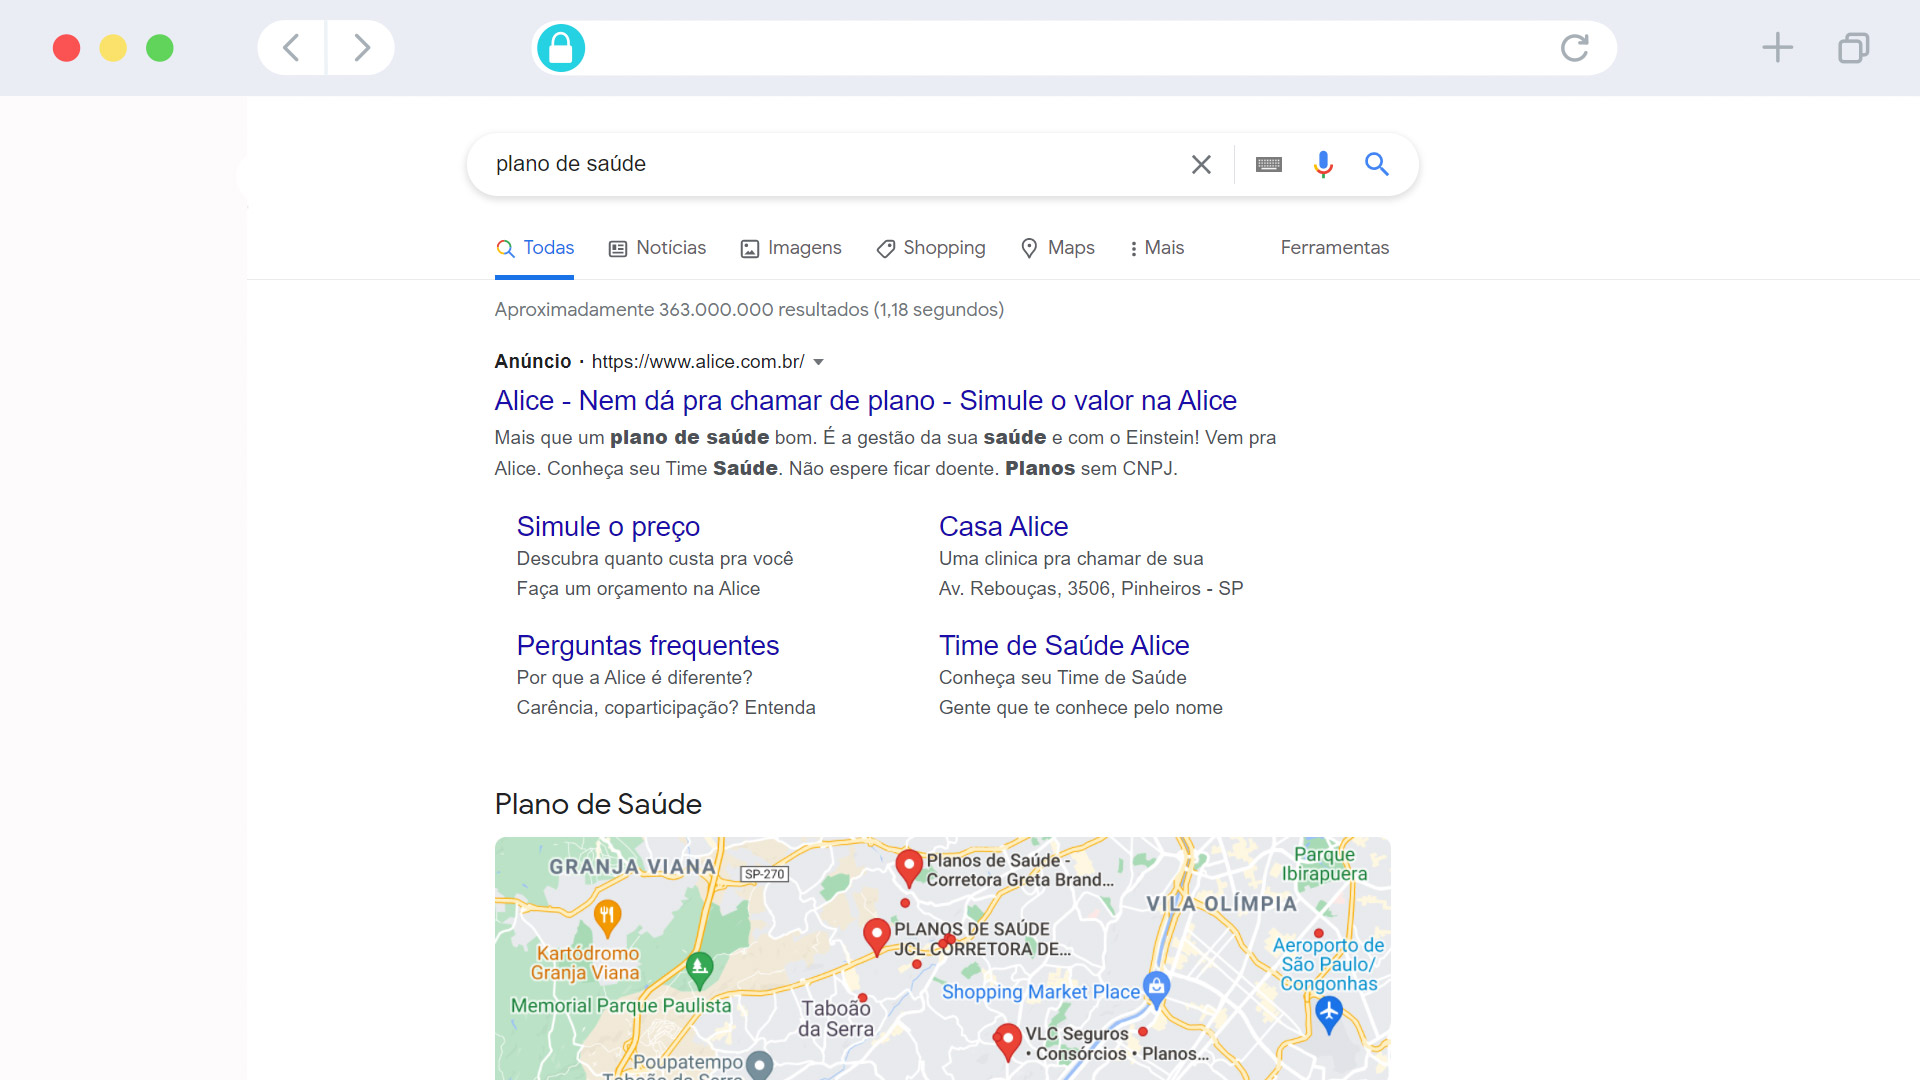 plano de saúde
Todas Notícias Imagens Shopping Maps Mais Ferramentas
Aproximadamente 363.000.000 resultados (1,18 segundos)
Anúncio · https://www.alice.com.br/
Alice - Nem dá pra chamar de plano - Simule o valor na Alice
Mais que um plano de saúde bom. É a gestão da sua saúde e com o Einstein! Vem pra
Alice. Conheça seu Time Saúde. Não espere ficar doente. Planos sem CNPJ.
Simule o preço
Descubra quanto custa pra você
Faça um orçamento na Alice
Casa Alice
Uma clinica pra chamar de sua
Av. Rebouças, 3506, Pinheiros - SP
Perguntas frequentes
Por que a Alice é diferente?
Carência, coparticipação? Entenda
Time de Saúde Alice
Conheça seu Time de Saúde
Gente que te conhece pelo nome
Plano de Saúde
GRANJA VIANA
SP-270
Planos de Saúde -
Corretora Greta Brand...
Parque
Ibirapuera
VILA OLÍMPIA
PLANOS DE SAÚDE
JCL CORRETORA DE...
Kartódromo
Granja Viana
Aeroporto de
São Paulo/
Congonhas
Memorial Parque Paulista
Shopping Market Place
Taboão
da Serra
VLC Seguros
• Consórcios • Planos...
Poupatempo
Taboão da Serra